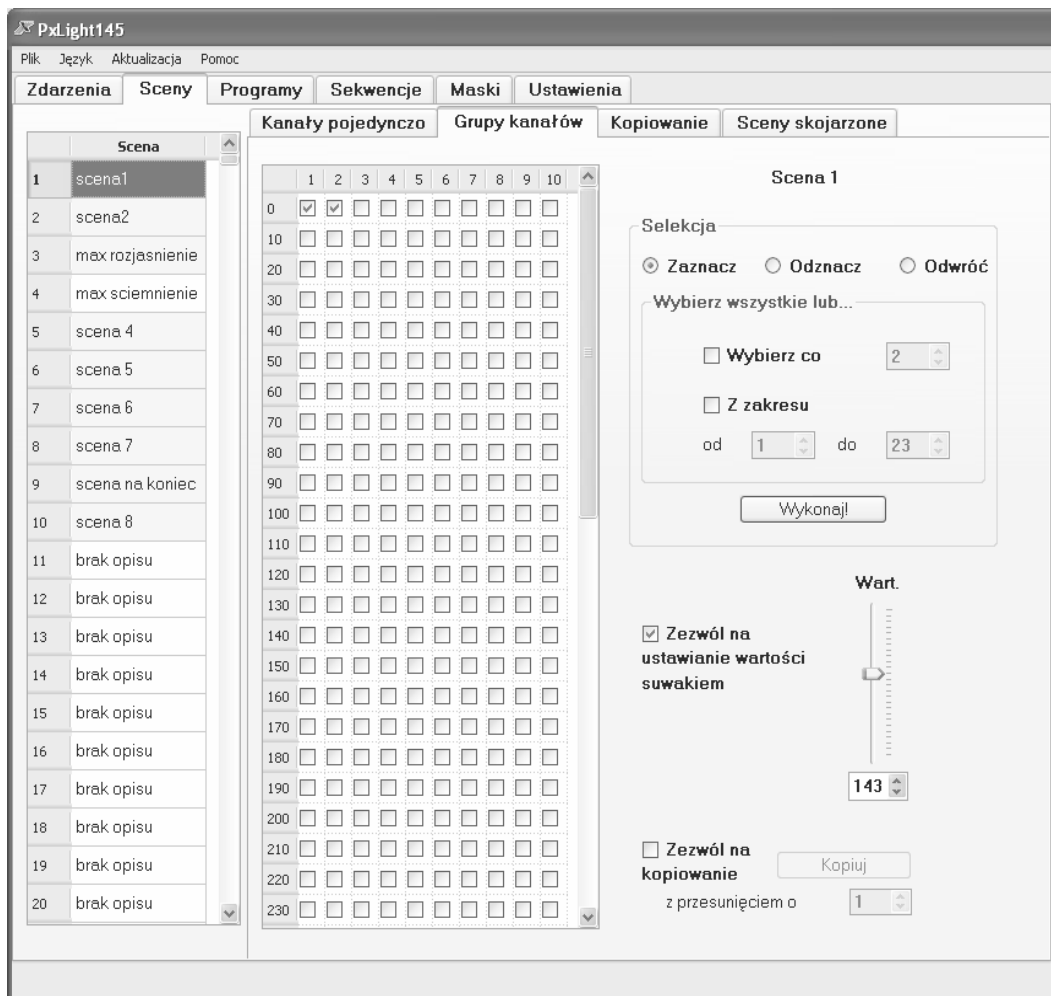 PxLight145
Plik Język Aktualizacja Pomoc
Zdarzenia Sceny Programy Sekwencje Maski Ustawienia
Kanały pojedynczo Grupy kanałów Kopiowanie Sceny skojarzone
Scena
1 scena1
2 scena2
3 max rozjasnienie
4 max sciemnienie
5 scena 4
6 scena 5
7 scena 6
8 scena 7
9 scena na koniec
10 scena 8
11 brak opisu
12 brak opisu
13 brak opisu
14 brak opisu
15 brak opisu
16 brak opisu
17 brak opisu
18 brak opisu
19 brak opisu
20 brak opisu
1 2 3 4 5 6 7 8 9 10
0
10
20
30
40
50
60
70
80
90
100
110
120
130
140
150
160
170
180
190
200
210
220
230
Scena 1
Selekcja
Zaznacz Odznacz Odwróć
Wybierz wszystkie lub...
Wybierz co 2
Z zakresu
od 1 do 23
Wykonaj!
Wart.
Zezwól na
ustawianie wartości
suwakiem
143
Zezwól na
kopiowanie
Kopiuj
z przesunięciem o 1